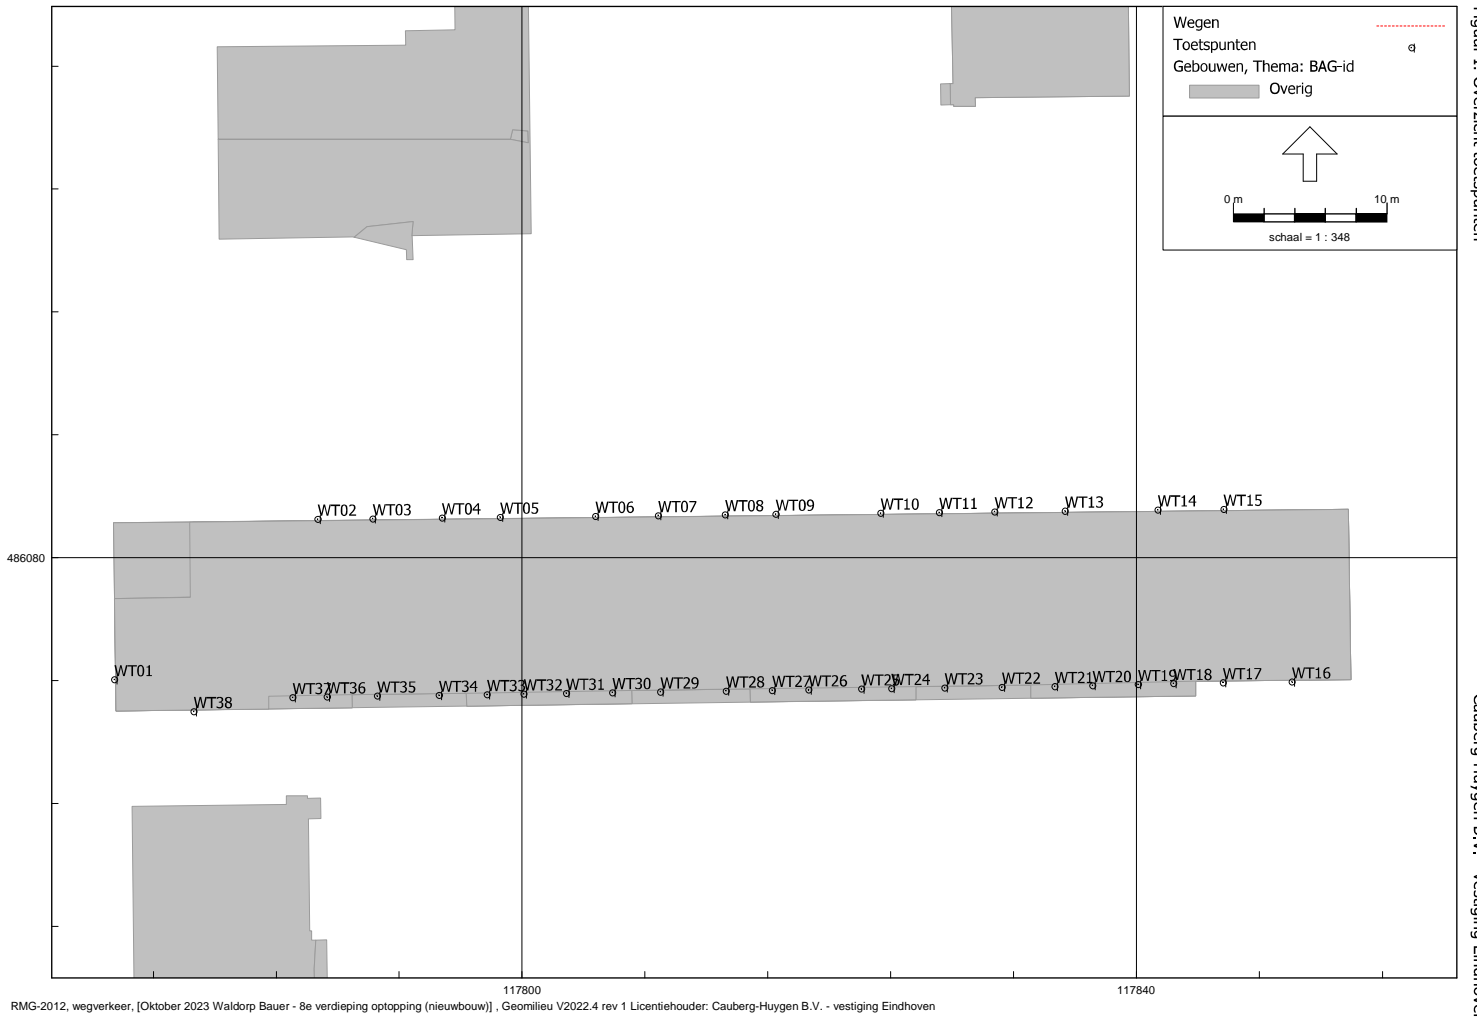 Wegen
Toetspunten
Gebouwen, Thema: BAG-id
Overig
0 m 10 m
schaal = 1 : 348
WT02 WT03 WT04 WT05 WT06 WT07 WT08 WT09 WT10 WT11 WT12 WT13 WT14 WT15
486080
WT01 WT38 WT37 WT36 WT35 WT34 WT33 WT32 WT31 WT30 WT29 WT28 WT27 WT26 WT25 WT24 WT23 WT22 WT21 WT20 WT19 WT18 WT17 WT16
117800 117840
RMG-2012, wegverkeer, [Oktober 2023 Waldorp Bauer - 8e verdieping optopping (nieuwbouw)] , Geomilieu V2022.4 rev 1 Licentiehouder: Cauberg-Huygen B.V. - vestiging Eindhoven